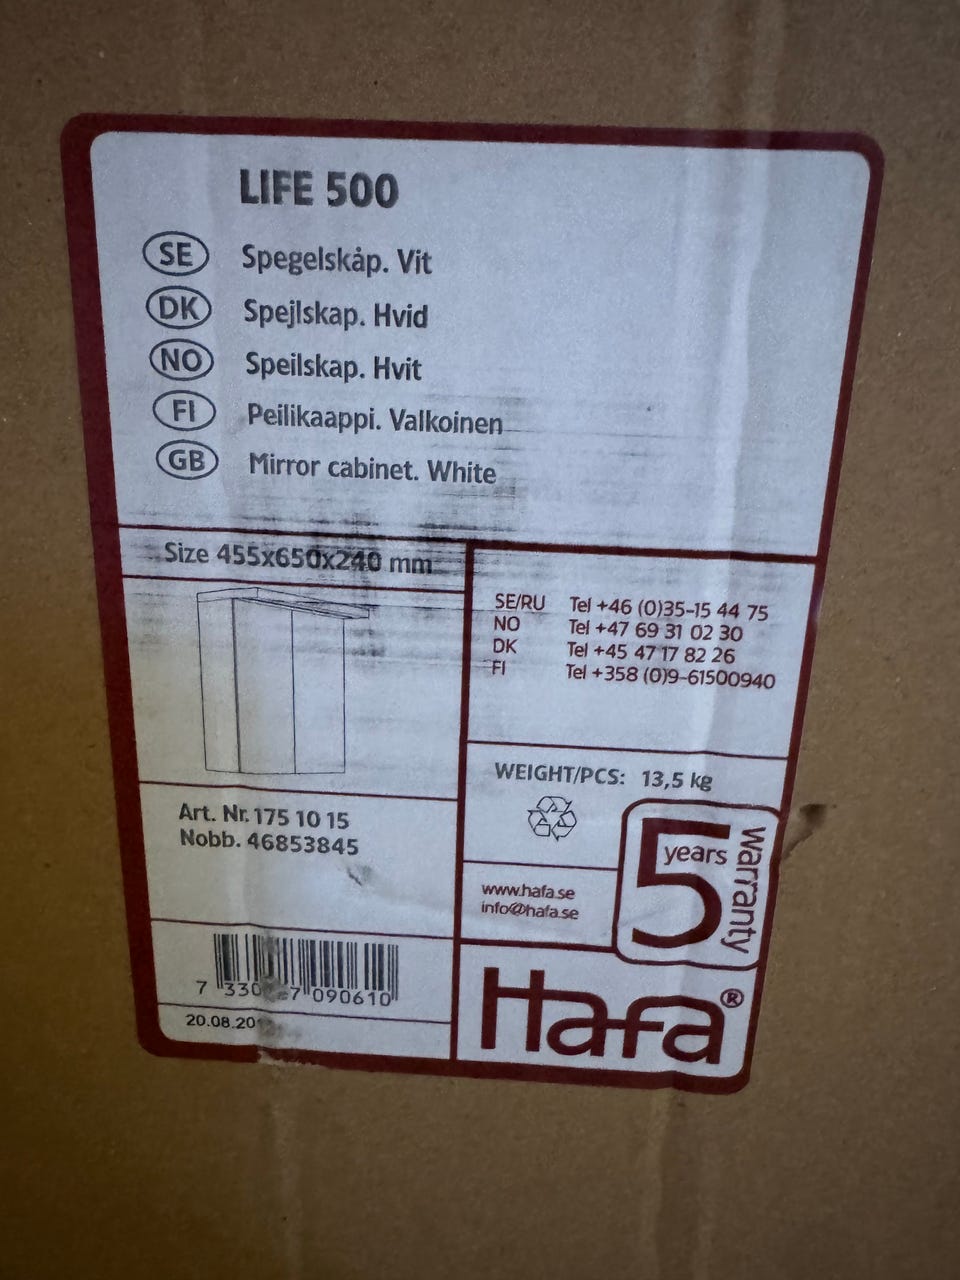 LIFE 500
SE Spegelskåp. Vit
DK Spejlskap. Hvid
NO Speilskap. Hvit
FI Peilikaappi. Valkoinen
GB Mirror cabinet. White
Size 455x650x240 mm
SE/RU Tel +46 (0)35-15 44 75
NO Tel +47 69 31 02 30
DK Tel +45 47 17 82 26
FI Tel +358 (0)9-61500940
WEIGHT/PCS: 13,5 kg
Art. Nr. 175 10 15
Nobb. 46853845
5 years warranty
www.hafa.se
info@hafa.se
7 090610
Hafa®